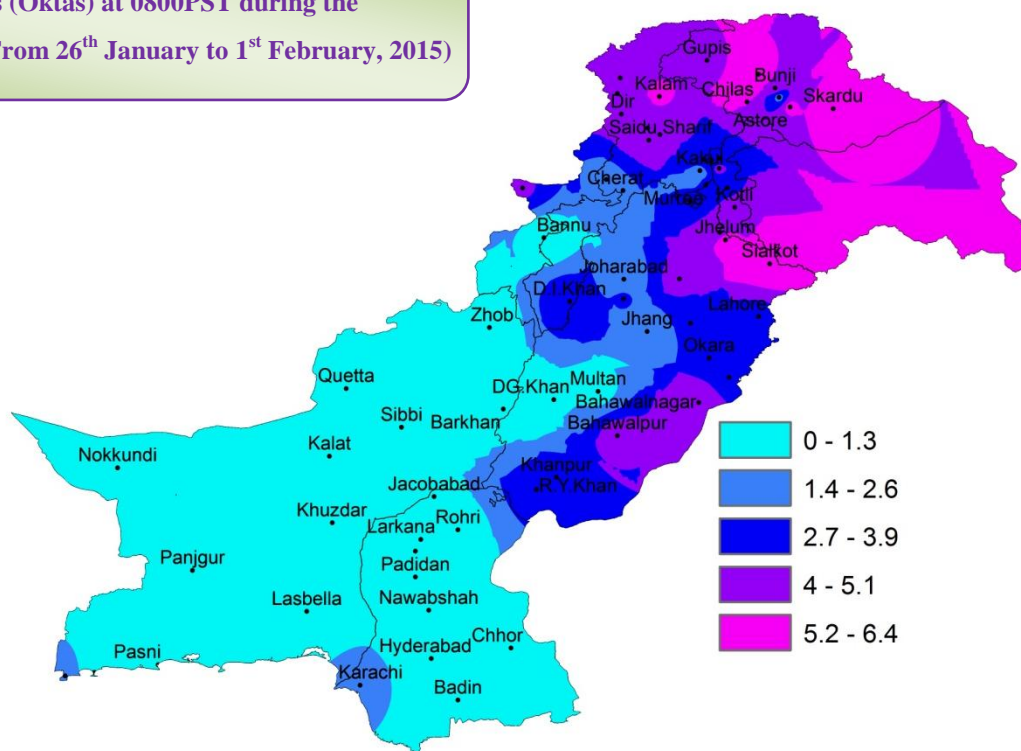 (Oktas) at 0800PST during the
From 26th January to 1st February, 2015)
Gupis
Bunji
Kalam
Chilas
Skardu
Dir
Astore
Saidu Sharif
Cherat
Kotli
Bannu
Jhelum
Sialkot
Joharabad
D.I.Khan
Lahore
Zhob
Jhang
Okara
Quetta
DG.Khan
Multan
Bahawalnagar
Sibbi
Barkhan
Bahawalpur
0 - 1.3
Kalat
Nokkundi
Khanpur
Jacobabad
R.Y.Khan
1.4 - 2.6
Khuzdar
Rohri
Larkana
2.7 - 3.9
Panjgur
Padidan
4 - 5.1
Lasbella
Nawabshah
5.2 - 6.4
Chhor
Hyderabad
Pasni
Karachi
Badin